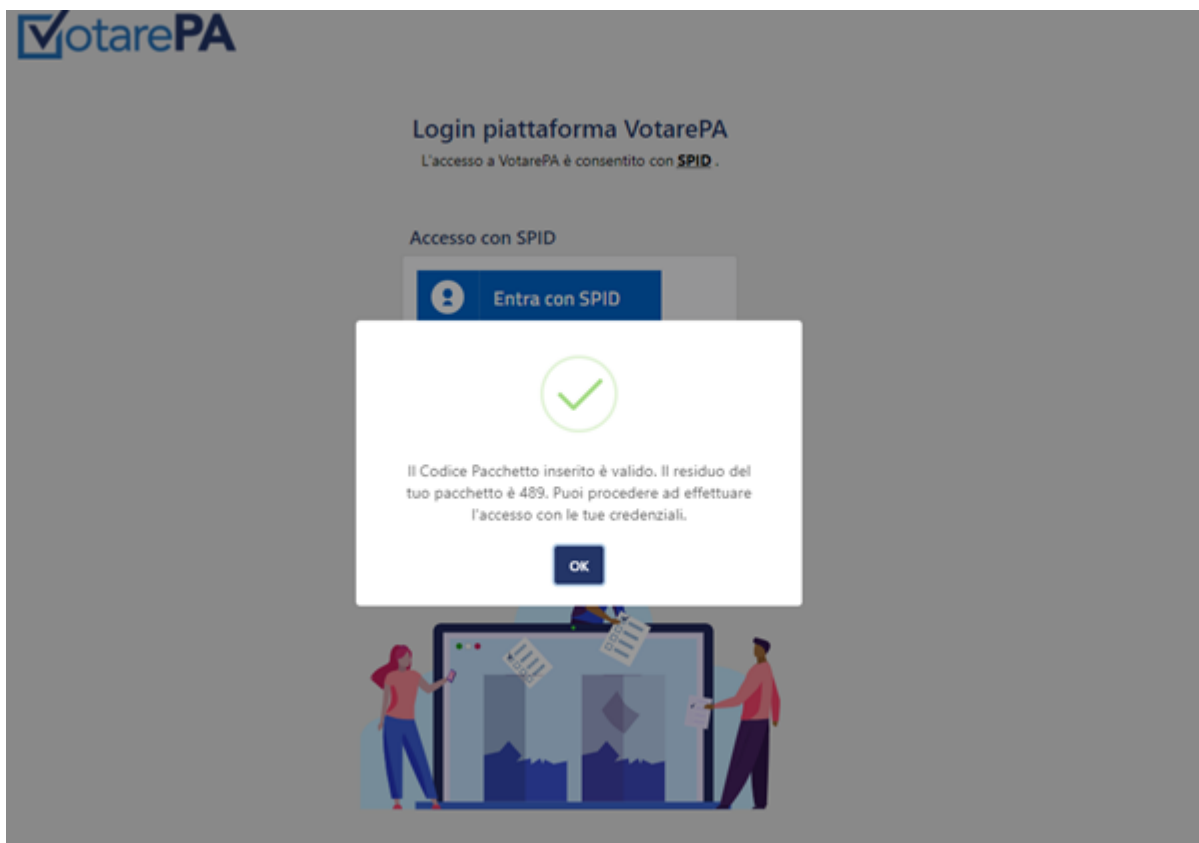 VotarePA
Login piattaforma VotarePA
L'accesso a VotarePA è consentito con SPID .
Accesso con SPID
Entra con SPID
Il Codice Pacchetto inserito è valido. Il residuo del
tuo pacchetto è 489. Puoi procedere ad effettuare
l'accesso con le tue credenziali.
OK